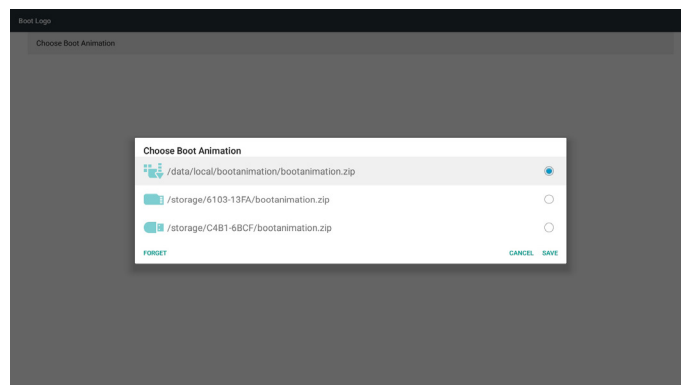 Boot Logo
Choose Boot Animation
Choose Boot Animation
/data/local/bootanimation/bootanimation.zip
/storage/6103-13FA/bootanimation.zip
/storage/C4B1-6BCF/bootanimation.zip
FORGET CANCEL SAVE